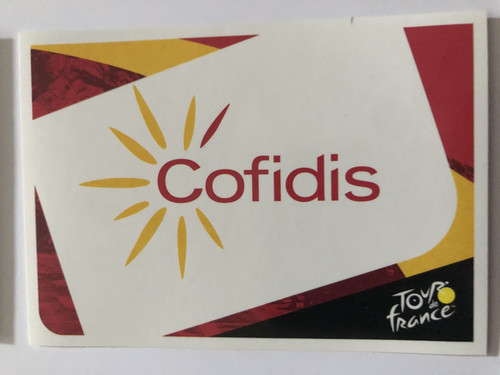 Cofidis
TOUR
de
france